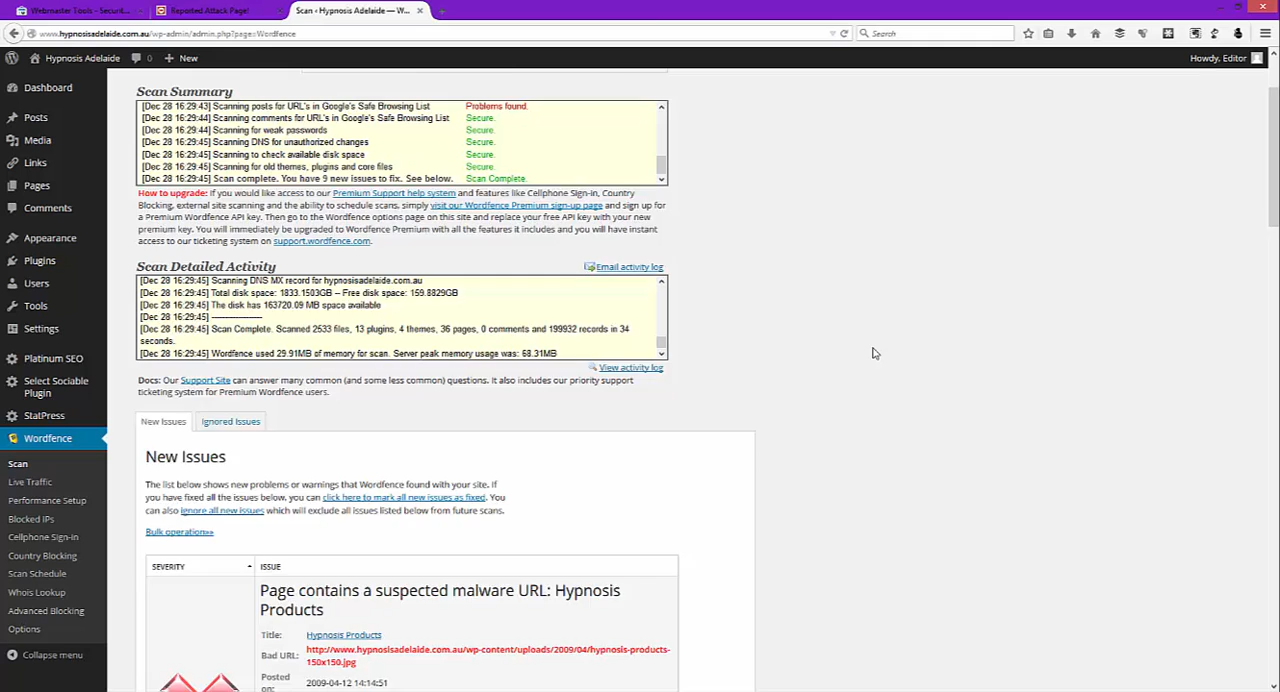 Webmaster Tools - Securit...
Reported Attack Page!
Scan ‹ Hypnosis Adelaide — W...
www.hypnosisadelaide.com.au/wp-admin/admin.php?page=Wordfence
Search
Hypnosis Adelaide
0
New
Howdy, Editor
Dashboard
Posts
Media
Links
Pages
Comments
Appearance
Plugins
Users
Tools
Settings
Platinum SEO
Select Sociable
Plugin
StatPress
Wordfence
Scan
Live Traffic
Performance Setup
Blocked IPs
Cellphone Sign-in
Country Blocking
Scan Schedule
Whois Lookup
Advanced Blocking
Options
Collapse menu
Scan Summary
[Dec 28 16:29:43] Scanning posts for URL's in Google's Safe Browsing List Problems found.
[Dec 28 16:29:44] Scanning comments for URL's in Google's Safe Browsing List Secure.
[Dec 28 16:29:44] Scanning for weak passwords Secure.
[Dec 28 16:29:45] Scanning DNS for unauthorized changes Secure.
[Dec 28 16:29:45] Scanning to check available disk space Secure.
[Dec 28 16:29:45] Scanning for old themes, plugins and core files Secure.
[Dec 28 16:29:45] Scan complete. You have 9 new issues to fix. See below. Scan Complete.
How to upgrade: If you would like access to our Premium Support help system and features like Cellphone Sign-in, Country
Blocking, external site scanning and the ability to schedule scans, simply visit our Wordfence Premium sign-up page and sign up for
a Premium Wordfence API key. Then go to the Wordfence options page on this site and replace your free API key with your new
premium key. You will immediately be upgraded to Wordfence Premium with all the features it includes and you will have instant
access to our ticketing system on support.wordfence.com.
Scan Detailed Activity
Email activity log
[Dec 28 16:29:45] Scanning DNS MX record for hypnosisadelaide.com.au
[Dec 28 16:29:45] Total disk space: 1833.1503GB -- Free disk space: 159.8829GB
[Dec 28 16:29:45] The disk has 163720.09 MB space available
[Dec 28 16:29:45] -------------------
[Dec 28 16:29:45] Scan Complete. Scanned 2533 files, 13 plugins, 4 themes, 36 pages, 0 comments and 199932 records in 34
seconds.
[Dec 28 16:29:45] Wordfence used 29.91MB of memory for scan. Server peak memory usage was: 68.31MB
View activity log
Docs: Our Support Site can answer many common (and some less common) questions. It also includes our priority support
ticketing system for Premium Wordfence users.
New Issues
Ignored Issues
New Issues
The list below shows new problems or warnings that Wordfence found with your site. If
you have fixed all the issues below, you can click here to mark all new issues as fixed. You
can also ignore all new issues which will exclude all issues listed below from future scans.
Bulk operation»»
SEVERITY
ISSUE
Page contains a suspected malware URL: Hypnosis
Products
Title: Hypnosis Products
Bad URL: http://www.hypnosisadelaide.com.au/wp-content/uploads/2009/04/hypnosis-products-
150x150.jpg
Posted
on: 2009-04-12 14:14:51